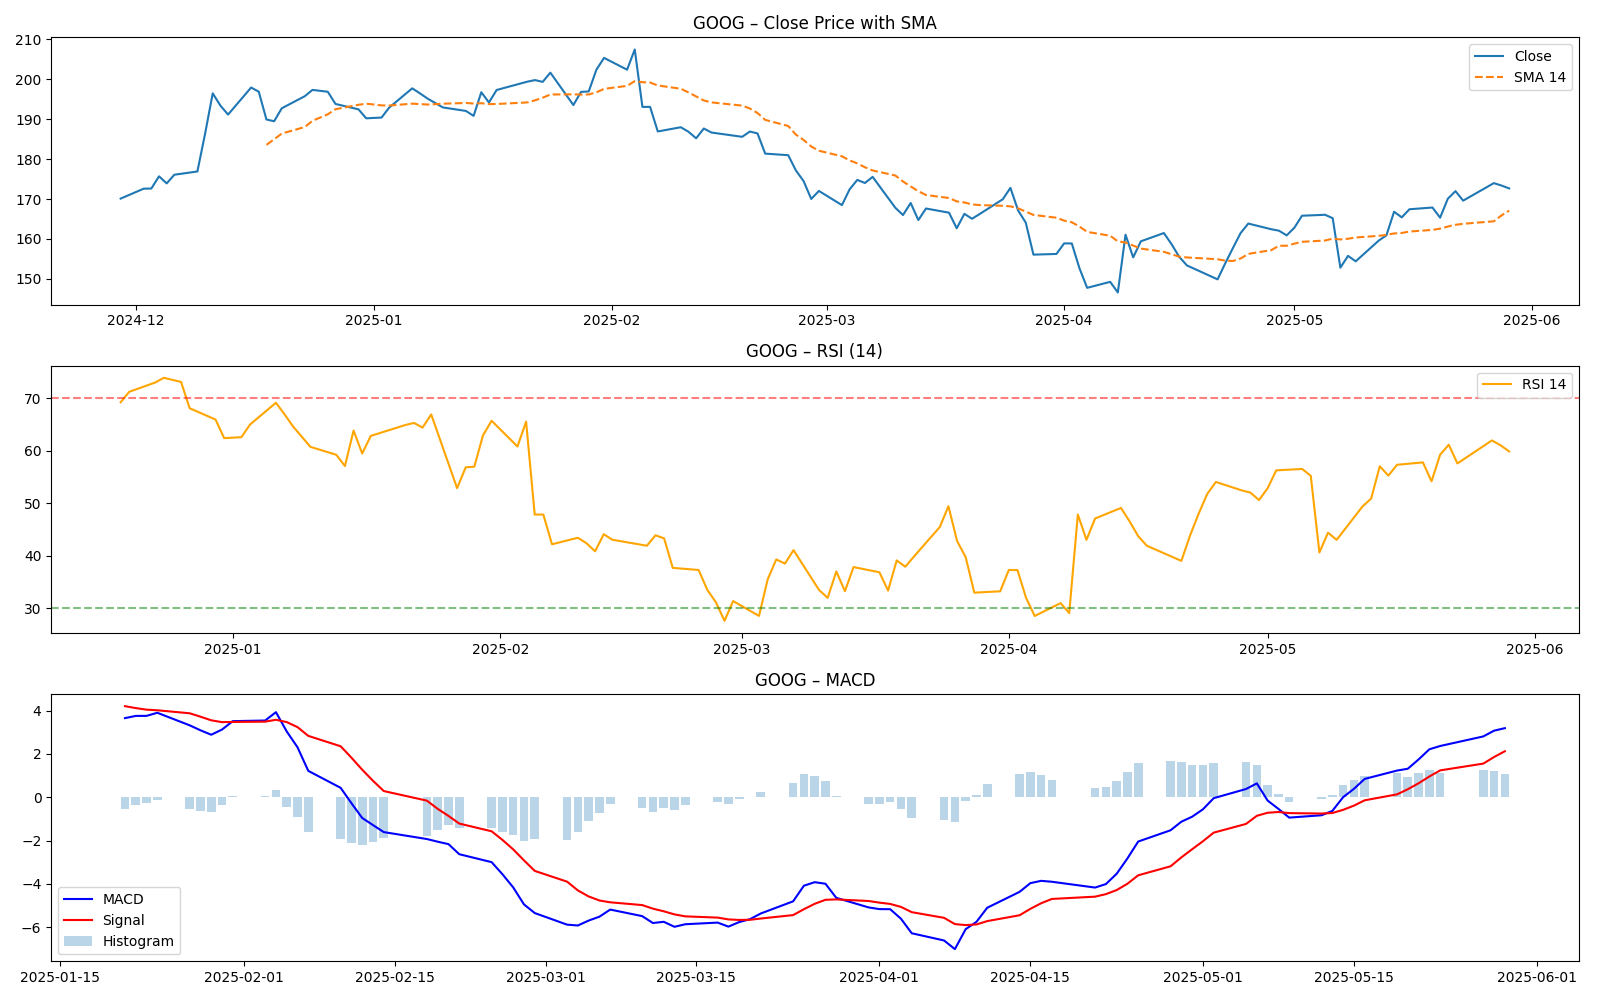 GOOG – Close Price with SMA
210
200
190
180
170
160
150
Close
SMA 14
2024-12 2025-01 2025-02 2025-03 2025-04 2025-05 2025-06
GOOG – RSI (14)
70
60
50
40
30
RSI 14
2025-01 2025-02 2025-03 2025-04 2025-05 2025-06
GOOG – MACD
4
2
0
−2
−4
−6
MACD
Signal
Histogram
2025-01-15 2025-02-01 2025-02-15 2025-03-01 2025-03-15 2025-04-01 2025-04-15 2025-05-01 2025-05-15 2025-06-01